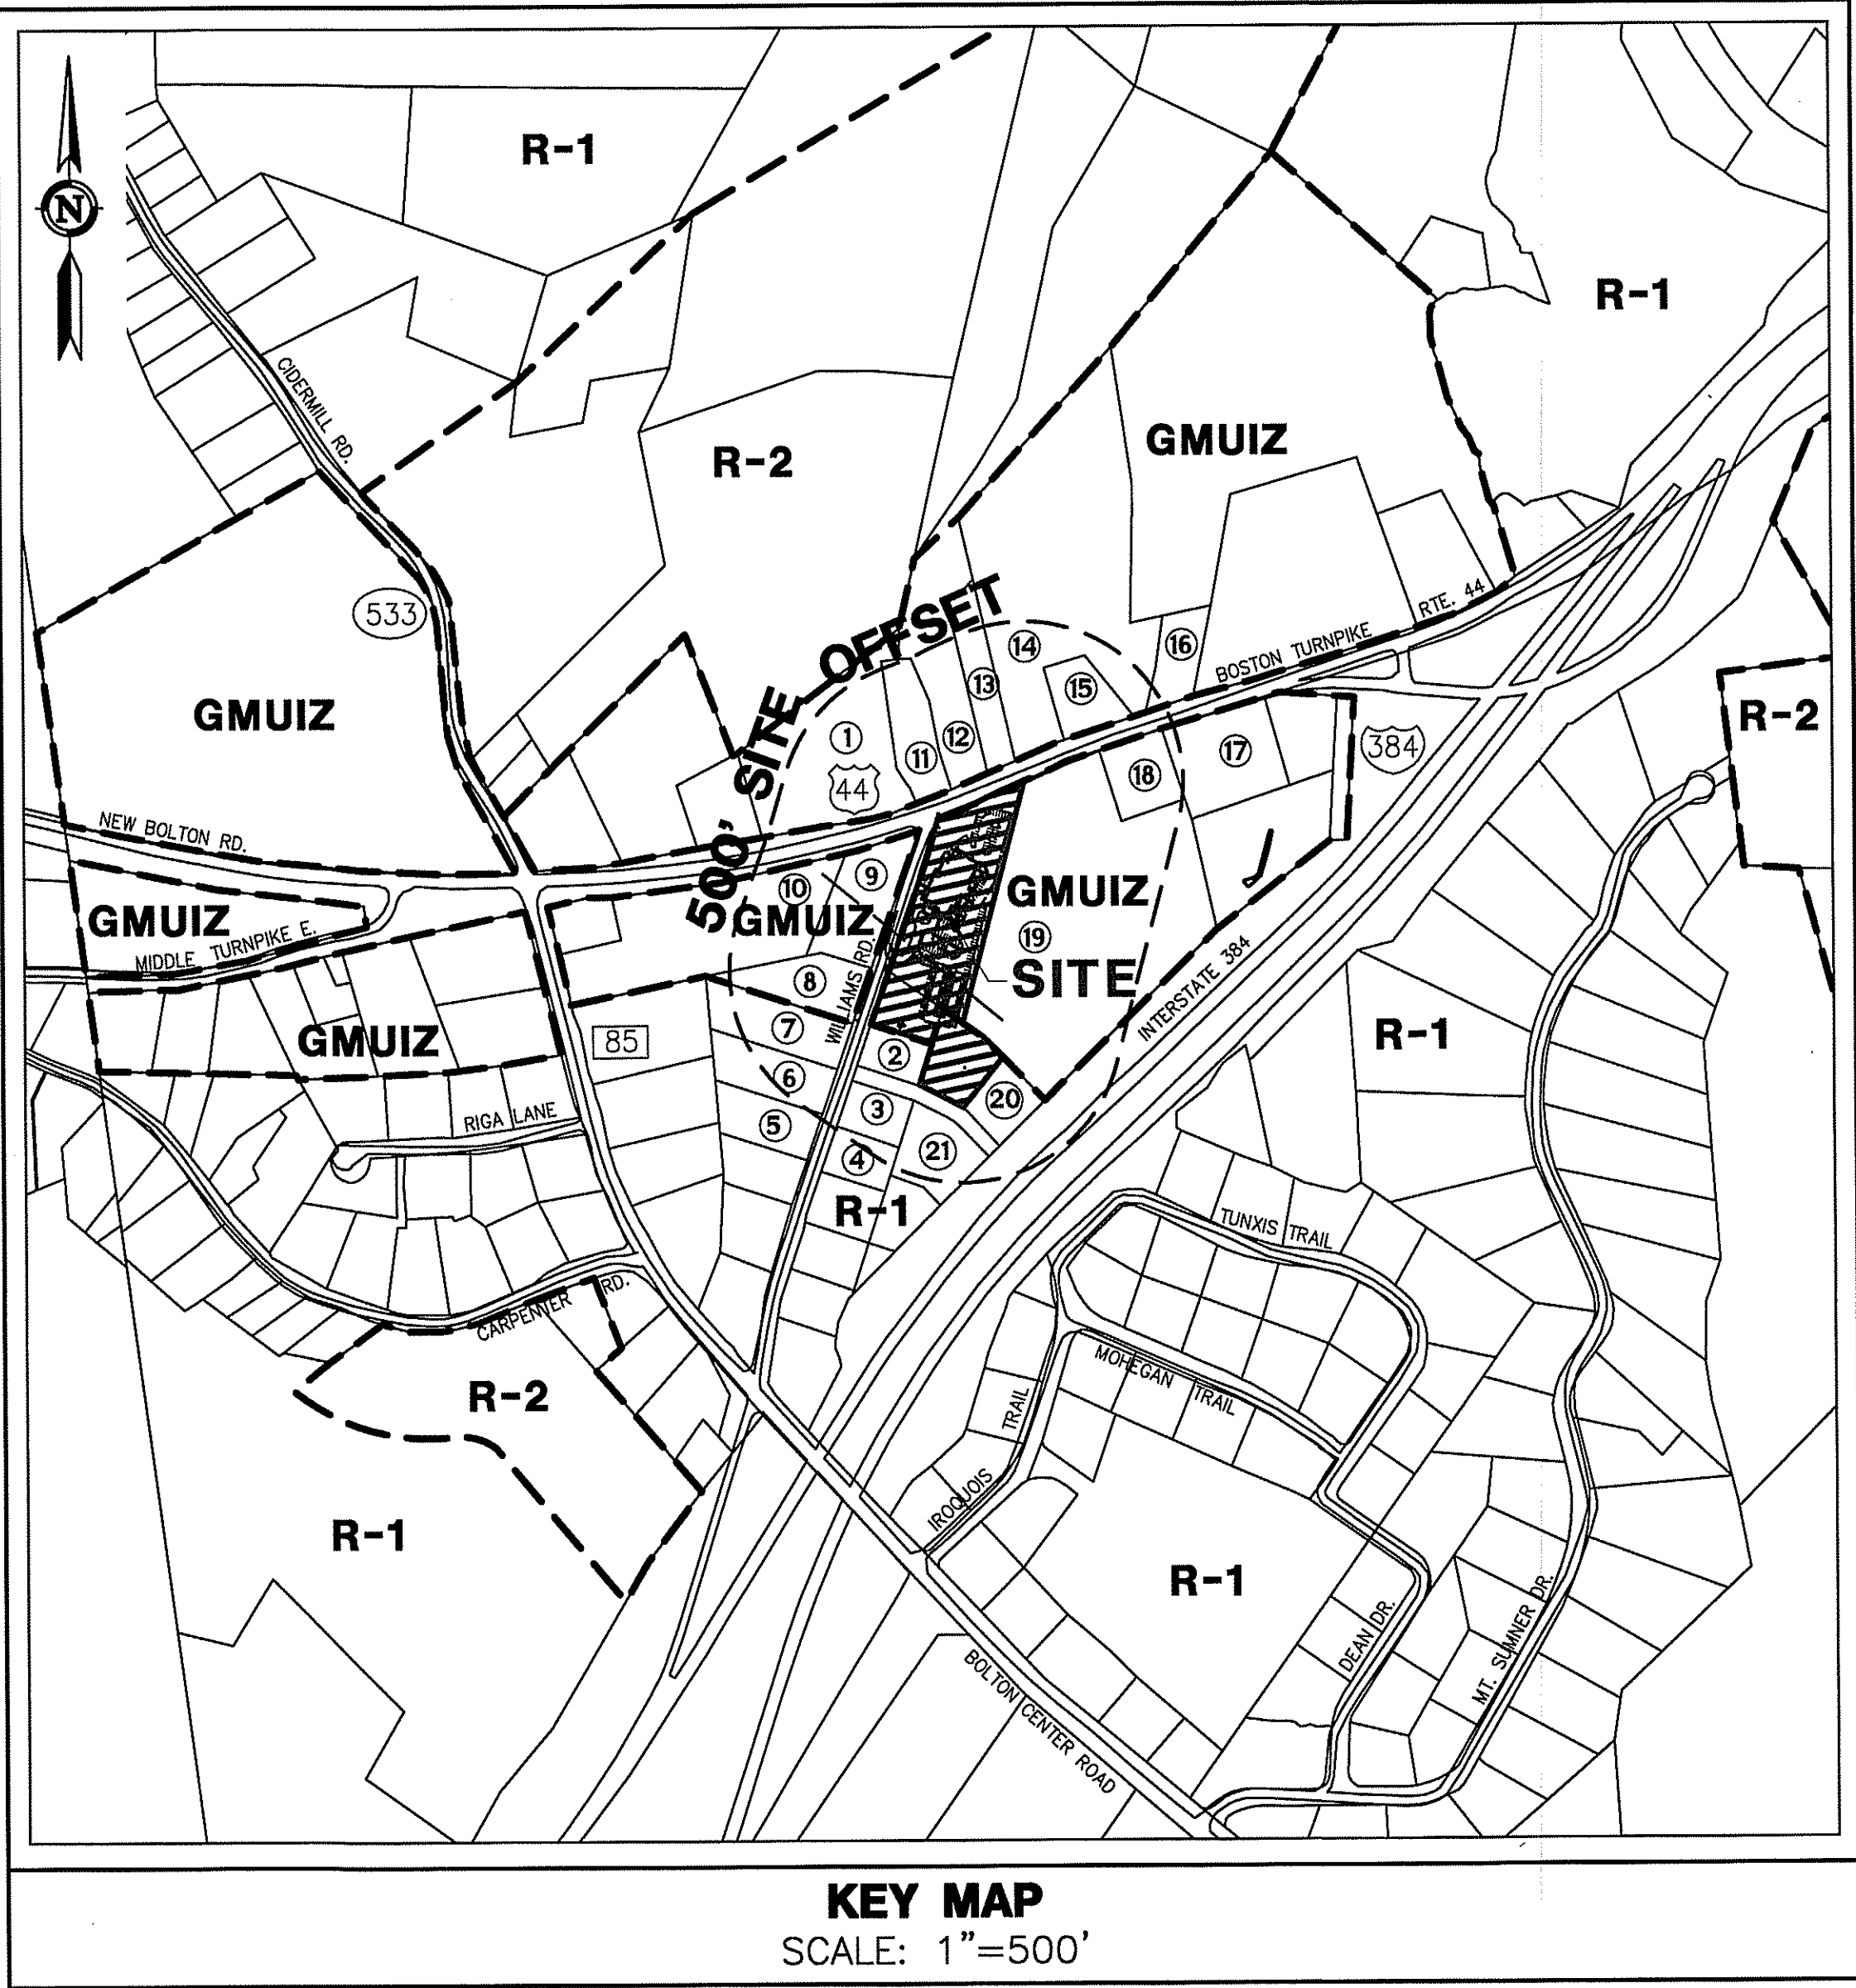 R-1
N
R-1
CIDERMILL RD.
GMUIZ
R-2
533
500' SITE OFFSET
14
16
RTE. 44
BOSTON TURNPIKE
13
15
GMUIZ
R-2
1
12
11
17
384
18
44
NEW BOLTON RD.
9
10
GMUIZ
GMUIZ
GMUIZ
19
MIDDLE TURNPIKE E.
SITE
8
WILLIAMS RD.
INTERSTATE 384
7
GMUIZ
85
2
R-1
6
20
3
RIGA LANE
5
21
4
R-1
TUNXIS TRAIL
CARPENTER RD.
MOHEGAN TRAIL
R-2
IROQUOIS TRAIL
R-1
R-1
DEAN DR.
MT. SUMNER DR.
BOLTON CENTER ROAD
KEY MAP
SCALE: 1"=500'